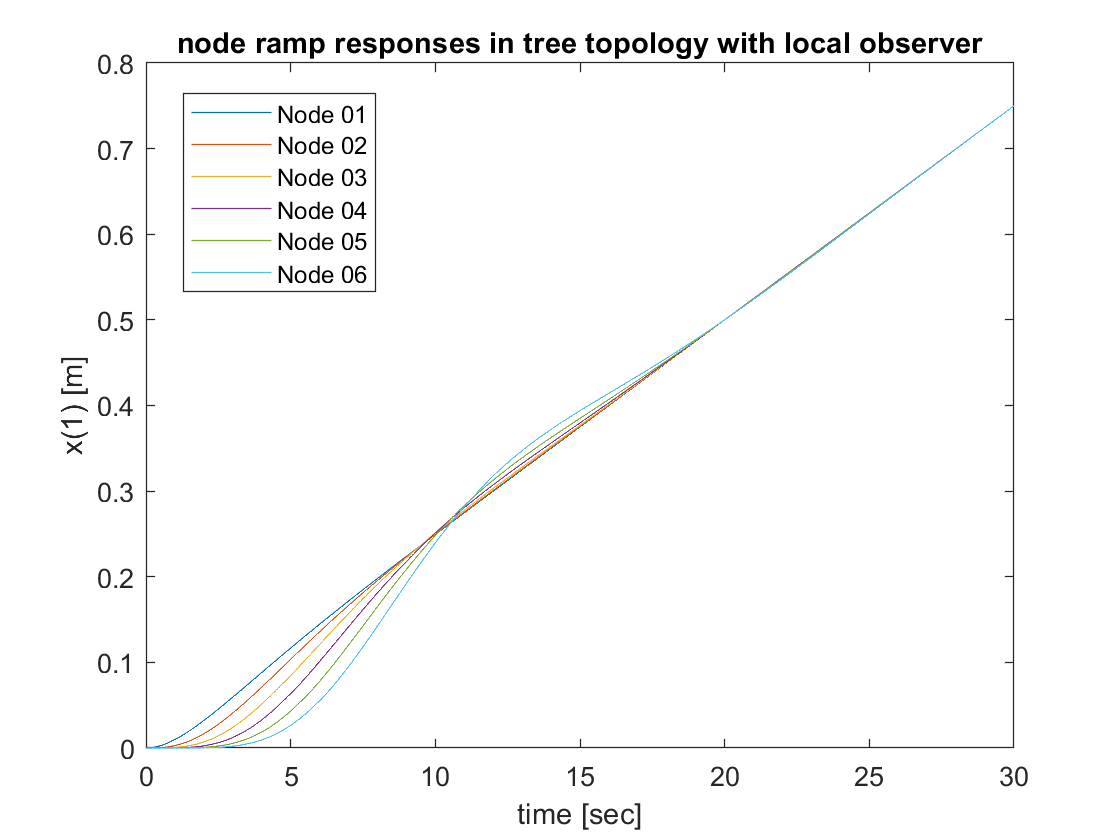 node ramp responses in tree topology with local observer
0.8
0.7
0.6
0.5
0.4
0.3
0.2
0.1
0
x(1) [m]
Node 01
Node 02
Node 03
Node 04
Node 05
Node 06
0 5 10 15 20 25 30
time [sec]